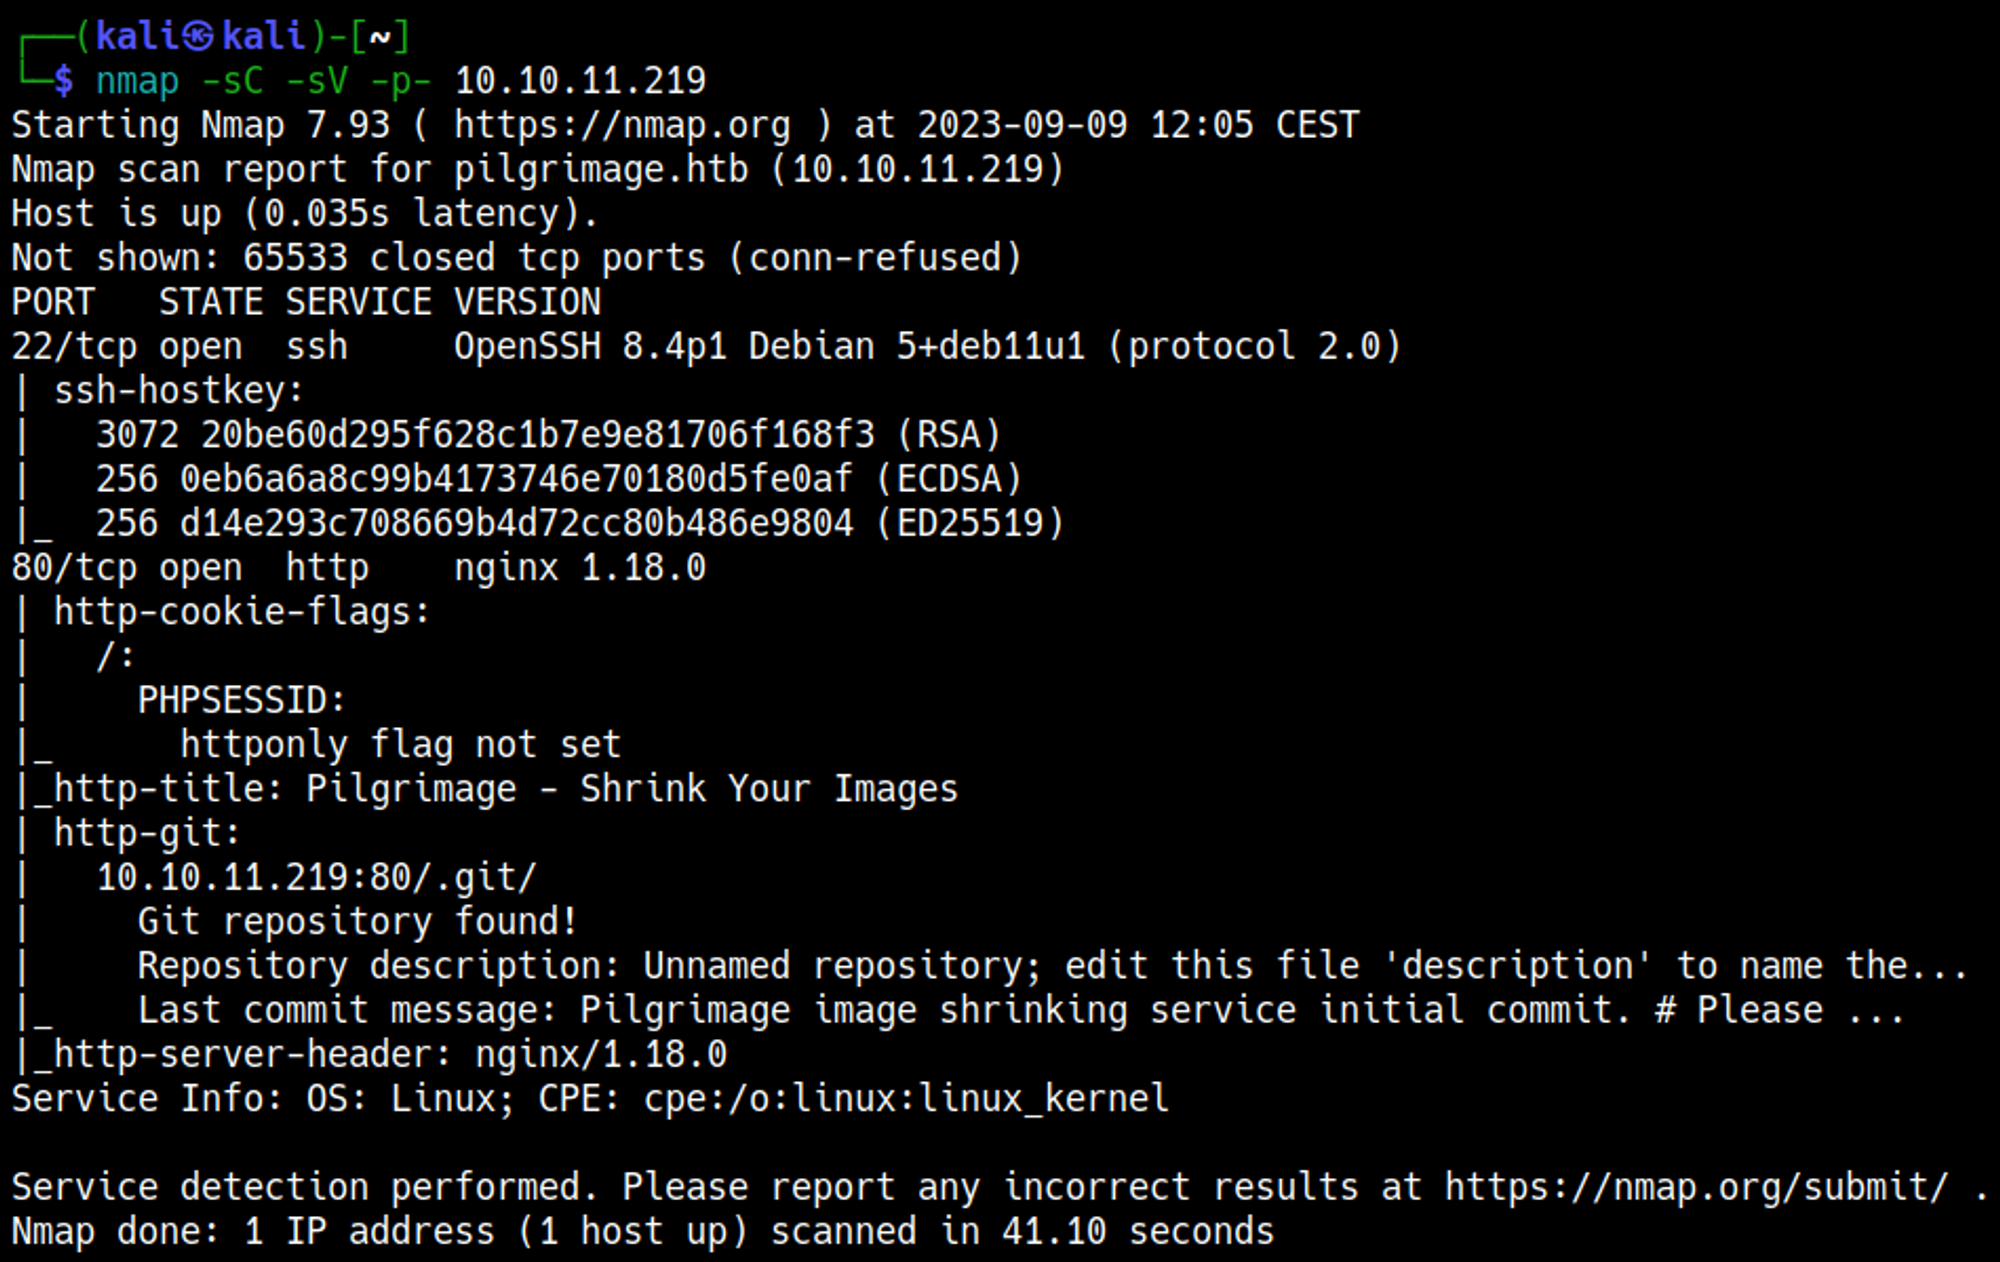 ┌──(kali㉿kali)-[~]
└─$ nmap -sC -sV -p- 10.10.11.219
Starting Nmap 7.93 ( https://nmap.org ) at 2023-09-09 12:05 CEST
Nmap scan report for pilgrimage.htb (10.10.11.219)
Host is up (0.035s latency).
Not shown: 65533 closed tcp ports (conn-refused)
PORT   STATE SERVICE VERSION
22/tcp open  ssh     OpenSSH 8.4p1 Debian 5+deb11u1 (protocol 2.0)
| ssh-hostkey:
|   3072 20be60d295f628c1b7e9e81706f168f3 (RSA)
|   256 0eb6a6a8c99b4173746e70180d5fe0af (ECDSA)
|_  256 d14e293c708669b4d72cc80b486e9804 (ED25519)
80/tcp open  http    nginx 1.18.0
| http-cookie-flags:
|   /:
|     PHPSESSID:
|_      httponly flag not set
|_http-title: Pilgrimage - Shrink Your Images
| http-git:
|   10.10.11.219:80/.git/
|     Git repository found!
|     Repository description: Unnamed repository; edit this file 'description' to name the...
|_    Last commit message: Pilgrimage image shrinking service initial commit. # Please ...
|_http-server-header: nginx/1.18.0
Service Info: OS: Linux; CPE: cpe:/o:linux:linux_kernel

Service detection performed. Please report any incorrect results at https://nmap.org/submit/ .
Nmap done: 1 IP address (1 host up) scanned in 41.10 seconds